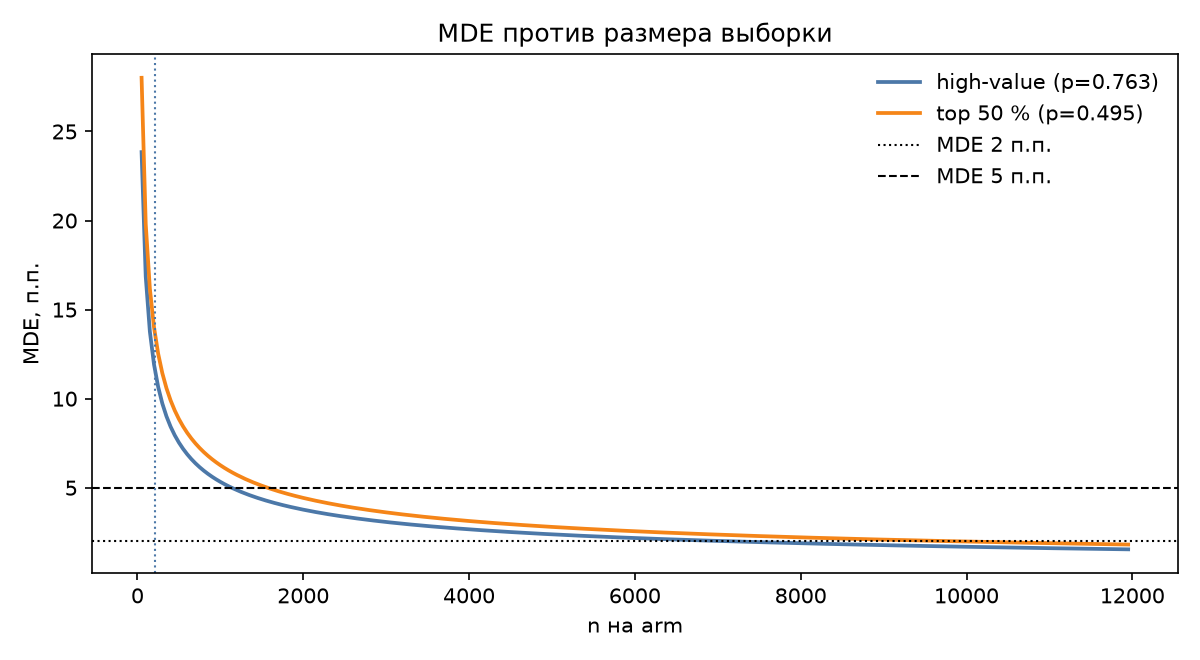 MDE против размера выборки
high-value (p=0.763)
top 50 % (p=0.495)
MDE 2 п.п.
MDE 5 п.п.
MDE, п.п.
25
20
15
10
5
0
2000
4000
6000
8000
10000
12000
n на arm